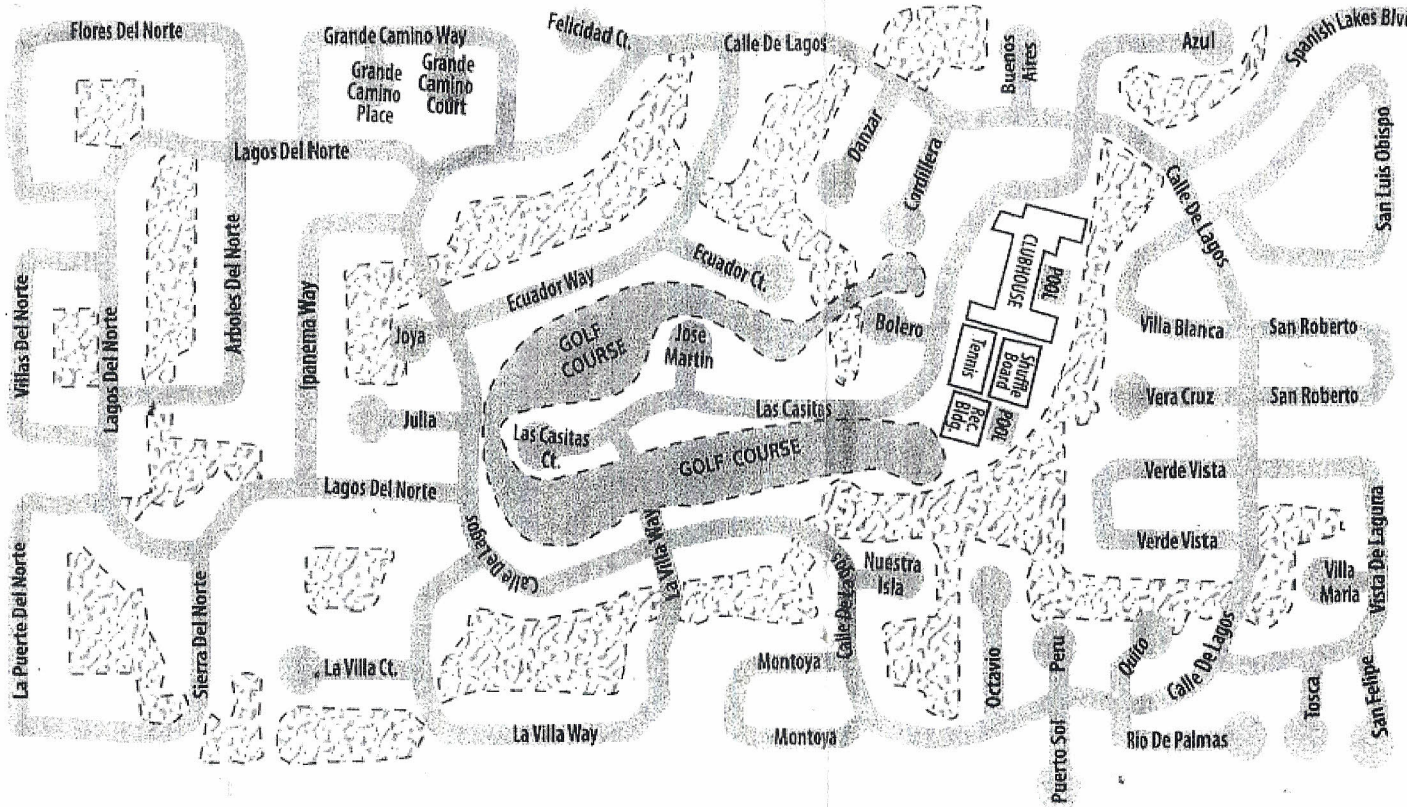 Flores Del Norte
Grande Camino Way
Felicidad Ct.
Calle De Lagos
Buenos
Aires
Azul
Spanish Lakes Blvd
Grande
Camino
Place
Grande
Camino
Court
Lagos Del Norte
Danzar
Cordillera
Calle De Lagos
San Luis Obispo
Villas Del Norte
Lagos Del Norte
Arboles Del Norte
Ipanema Way
Joya
Ecuador Way
Ecuador Ct.
GOLF
COURSE
Jose
Martin
Bolero
CLUBHOUSE
POOL
Tennis
Shuffle
Board
Rec.
Bldg.
POOL
Villa Blanca
San Roberto
Vera Cruz
San Roberto
Julia
Las Casitas
Las Casitas
Ct.
GOLF COURSE
Lagos Del Norte
Calle De Lagos
Calle De Lagos
La Villa Way
Calle De Lagos
Nuestra
Isla
Verde Vista
Verde Vista
Villa
Maria
Vista De Laguna
La Puerte Del Norte
Sierra Del Norte
La Villa Ct.
La Villa Way
Montoya
Montoya
Octavio
Peru
Puerto Sol
Quito
Calle De Lagos
Rio De Palmas
Tosca
San Felipe